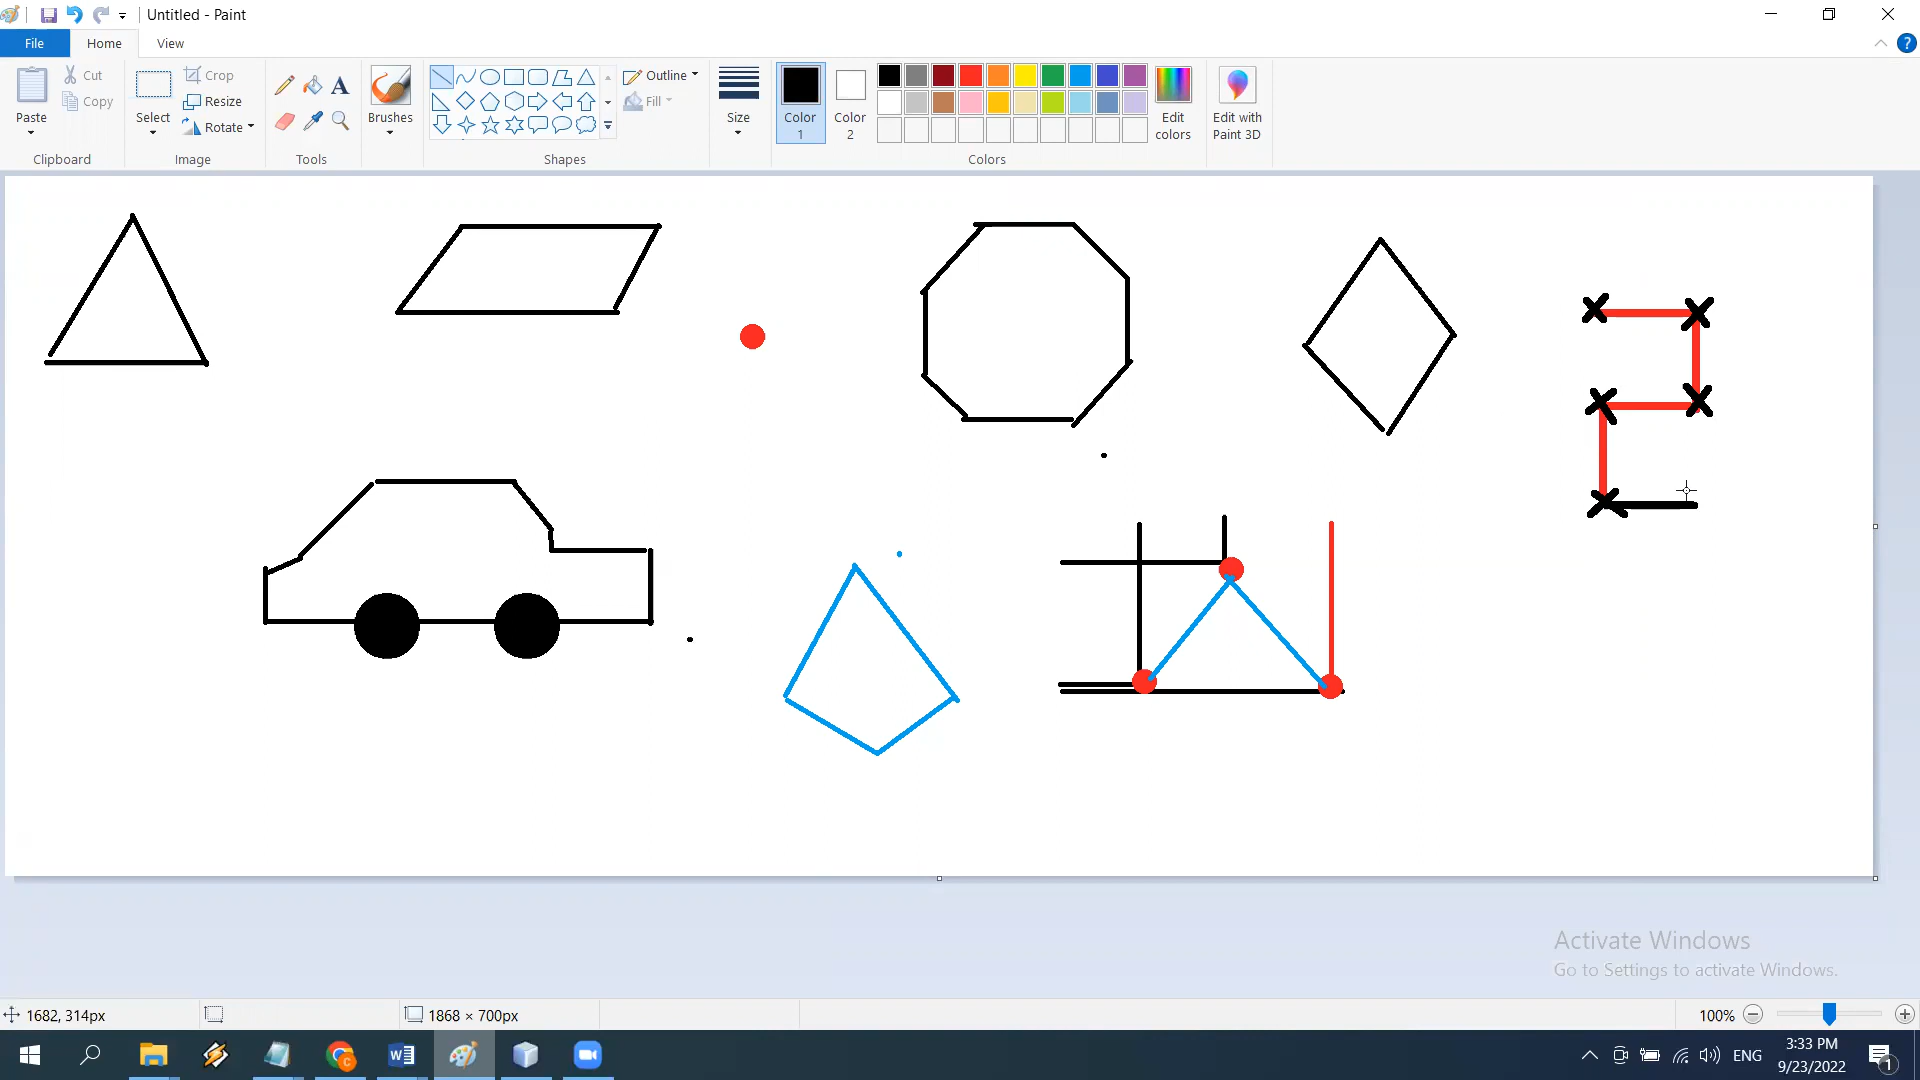 Untitled - Paint
File Home View
Paste
Cut
Copy
Clipboard
Select
Crop
Resize
Rotate
Image
Tools
Brushes
Outline
Fill
Shapes
Size
Color 1
Color 2
Edit colors
Edit with Paint 3D
Colors
Activate Windows
Go to Settings to activate Windows.
1682, 314px
1868 × 700px
100%
ENG
3:33 PM
9/23/2022
1